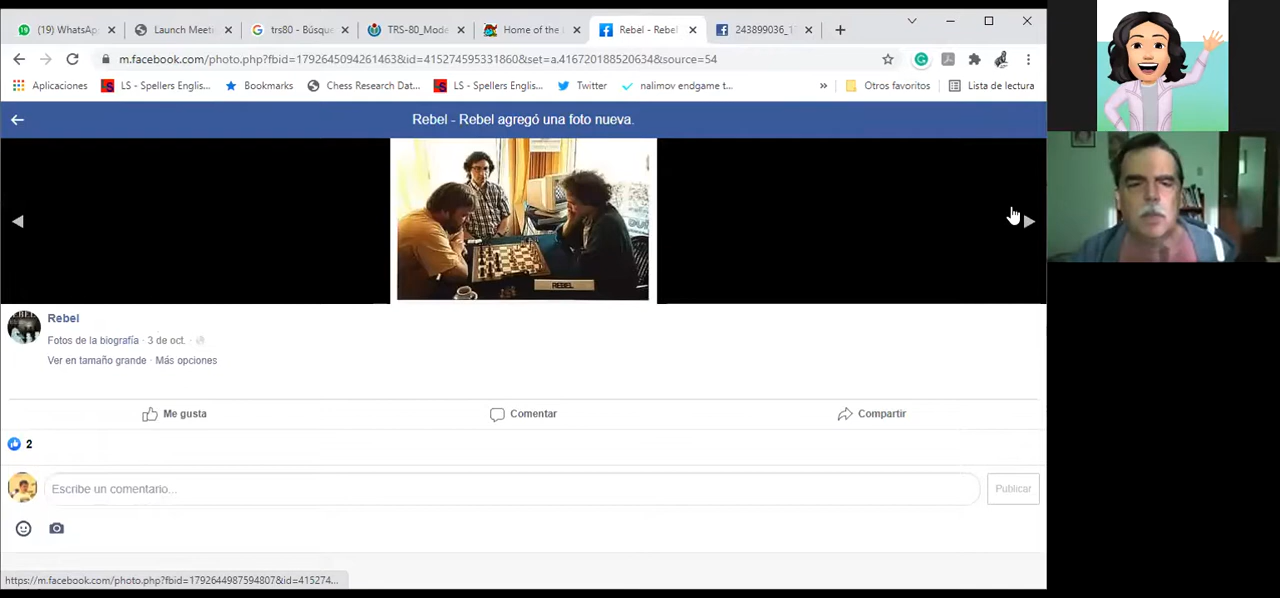 (19) WhatsAp
Launch Meeti
trs80 - Búsqu
TRS-80_Mode
Home of the
Rebel - Rebel
243899036_1
m.facebook.com/photo.php?fbid=1792645094261463&id=415274595331860&set=a.416720188520634&source=54
Aplicaciones
LS - Spellers Englis...
Bookmarks
Chess Research Dat...
LS - Spellers Englis...
Twitter
nalimov endgame t...
»
Otros favoritos
Lista de lectura
Rebel - Rebel agregó una foto nueva.
REBEL
Rebel
Fotos de la biografía · 3 de oct. ·
Ver en tamaño grande · Más opciones
Me gusta
Comentar
Compartir
2
Escribe un comentario...
Publicar
https://m.facebook.com/photo.php?fbid=1792644987594807&id=415274...